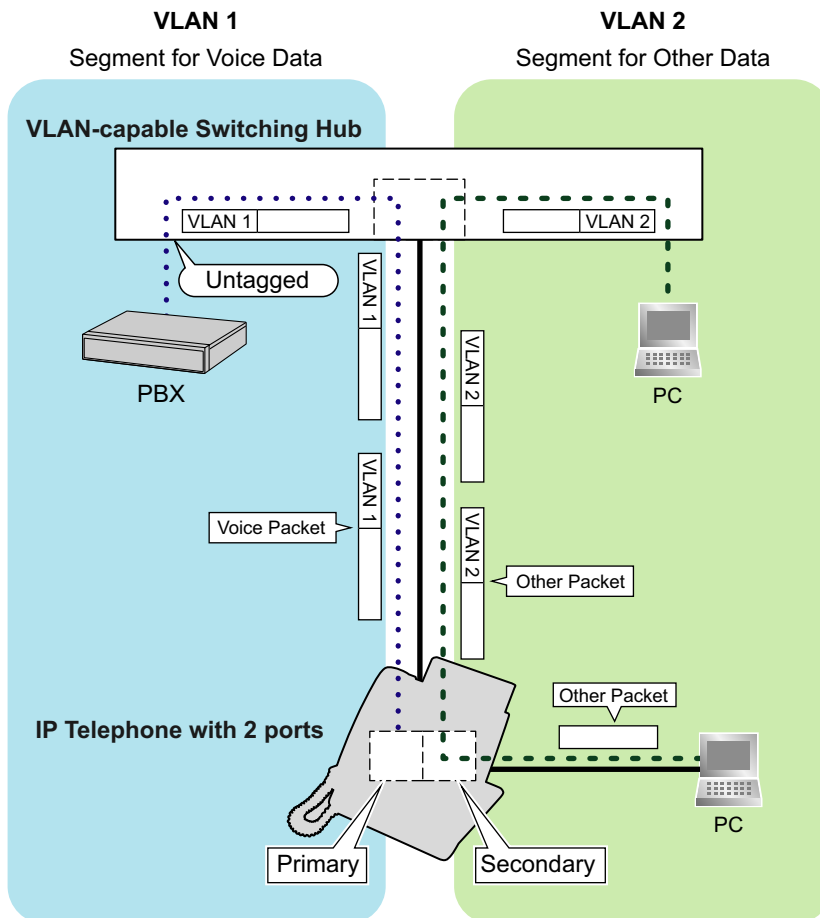 VLAN 1
Segment for Voice Data
VLAN 2
Segment for Other Data
VLAN-capable Switching Hub
VLAN 1
VLAN 2
Untagged
PBX
PC
VLAN 1
VLAN 2
VLAN 1
Voice Packet
VLAN 2
Other Packet
IP Telephone with 2 ports
Other Packet
PC
Primary
Secondary